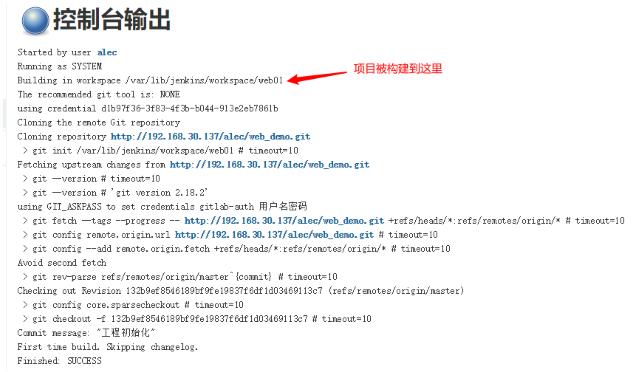 控制台输出
Started by user alec
Running as SYSTEM
Building in workspace /var/lib/jenkins/workspace/web01
项目被构建到这里
The recommended git tool is: NONE
using credential d1b97f36-3f83-4f3b-b044-913e2eb7861b
Cloning the remote Git repository
Cloning repository http://192.168.30.137/alec/web_demo.git
> git init /var/lib/jenkins/workspace/web01 # timeout=10
Fetching upstream changes from http://192.168.30.137/alec/web_demo.git
> git --version # timeout=10
> git --version # 'git version 2.18.2'
using GIT_ASKPASS to set credentials gitlab-auth 用户名密码
> git fetch --tags --progress -- http://192.168.30.137/alec/web_demo.git +refs/heads/*:refs/remotes/origin/* # timeout=10
> git config remote.origin.url http://192.168.30.137/alec/web_demo.git # timeout=10
> git config --add remote.origin.fetch +refs/heads/*:refs/remotes/origin/* # timeout=10
Avoid second fetch
> git rev-parse refs/remotes/origin/master^{commit} # timeout=10
Checking out Revision 132b9ef8546189bf9fe19837f6df1d03469113c7 (refs/remotes/origin/master)
> git config core.sparsecheckout # timeout=10
> git checkout -f 132b9ef8546189bf9fe19837f6df1d03469113c7 # timeout=10
Commit message: "工程初始化"
First time build. Skipping changelog.
Finished: SUCCESS